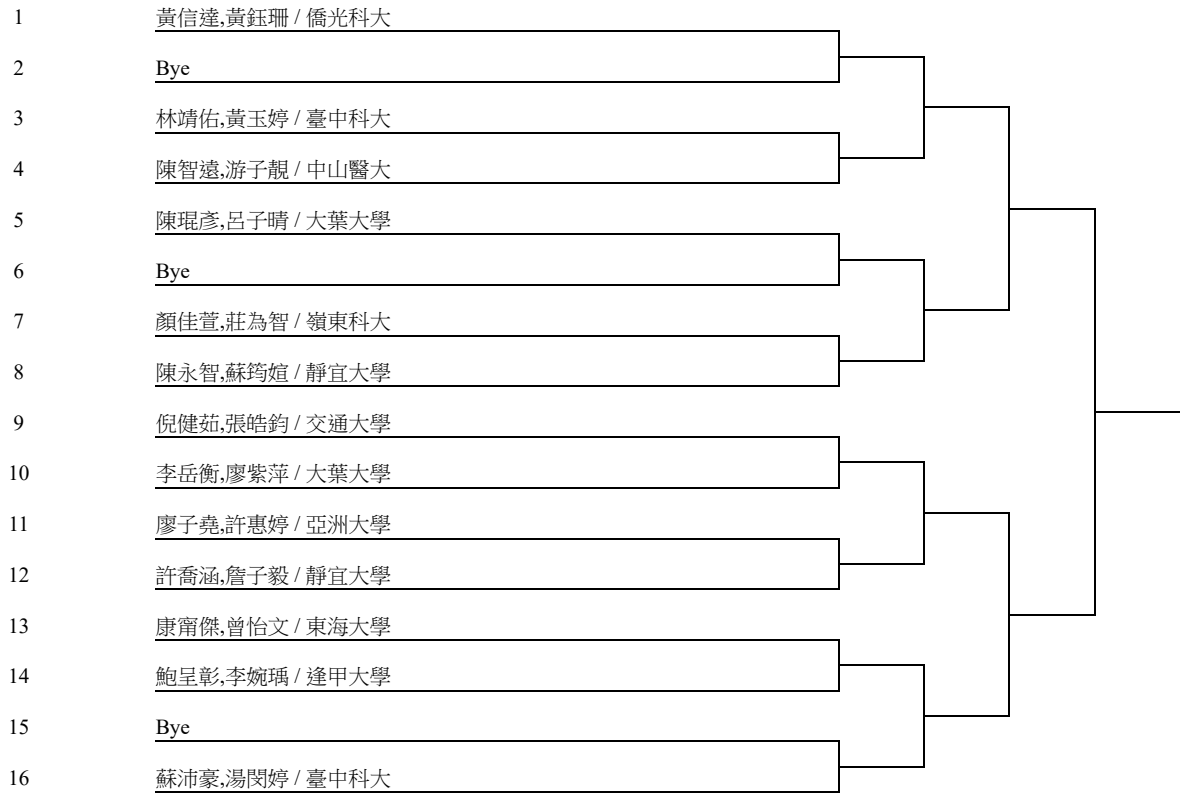 1 黃信達,黃鈺珊 / 僑光科大
2 Bye
3 林靖佑,黃玉婷 / 臺中科大
4 陳智遠,游子靚 / 中山醫大
5 陳琨彥,呂子晴 / 大葉大學
6 Bye
7 顏佳萱,莊為智 / 嶺東科大
8 陳永智,蘇筠媗 / 靜宜大學
9 倪健茹,張皓鈞 / 交通大學
10 李岳衡,廖紫萍 / 大葉大學
11 廖子堯,許惠婷 / 亞洲大學
12 許喬涵,詹子毅 / 靜宜大學
13 康甯傑,曾怡文 / 東海大學
14 鮑呈彰,李婉瑀 / 逢甲大學
15 Bye
16 蘇沛豪,湯閔婷 / 臺中科大